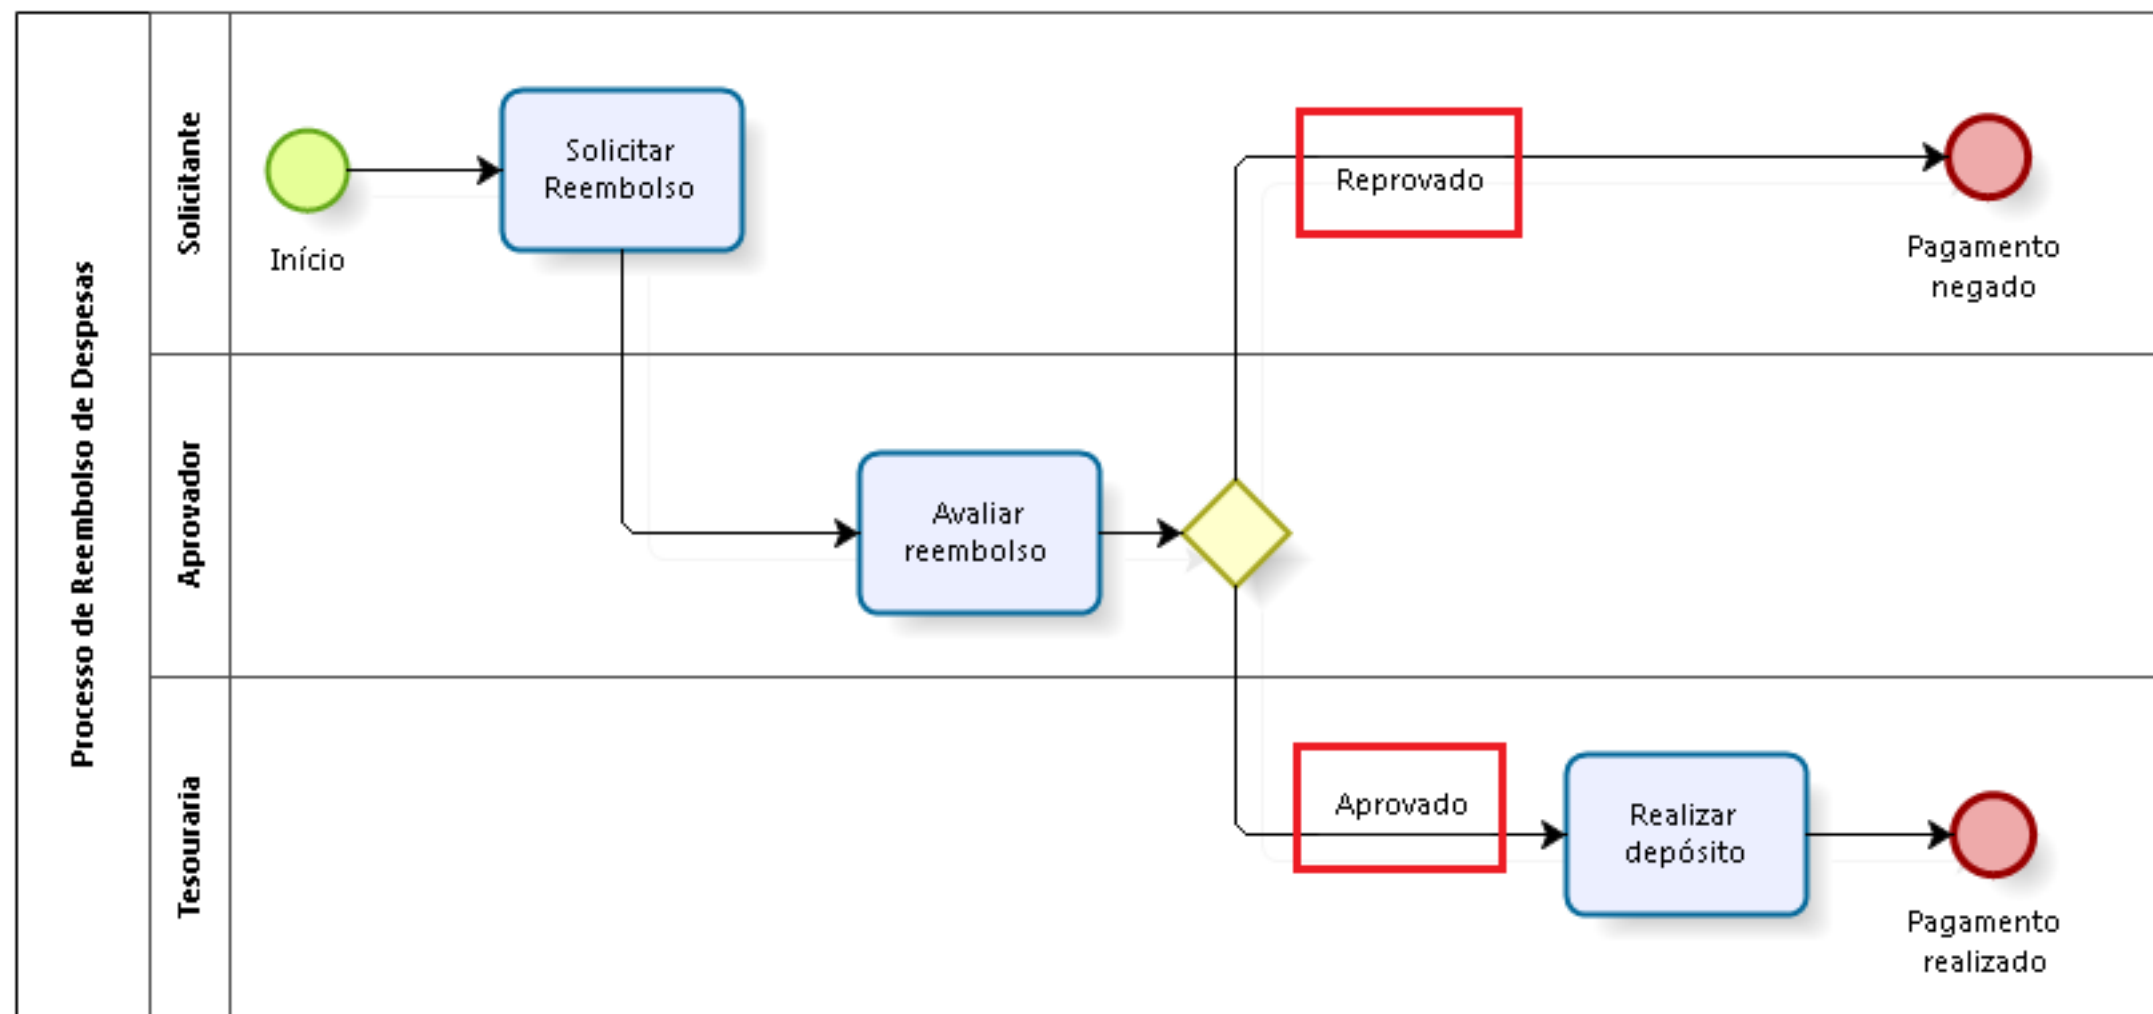 Processo de Reembolso de Despesas
Solicitante
Início
Solicitar
Reembolso
Reprovado
Pagamento
negado
Aprovador
Avaliar
reembolso
Tesouraria
Aprovado
Realizar
depósito
Pagamento
realizado